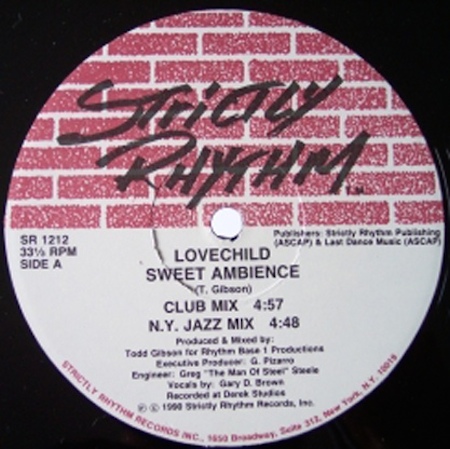 STRICTLY
RHYTHM™
SR 1212
33⅓ RPM
SIDE A
Publishers: Strictly Rhythm Publishing
(ASCAP) & Last Dance Music (ASCAP)
LOVECHILD
SWEET AMBIENCE
(T. Gibson)
CLUB MIX 4:57
N.Y. JAZZ MIX 4:48
Produced & Mixed by:
Todd Gibson for Rhythm Base 1 Productions
Executive Producer: G. Pizarro
Engineer: Greg "The Man Of Steel" Steele
Vocals by: Gary D. Brown
Recorded at Derek Studios
℗ © 1990 Strictly Rhythm Records, Inc.
STRICTLY RHYTHM RECORDS INC., 1650 Broadway, Suite 312, New York, N.Y. 10019